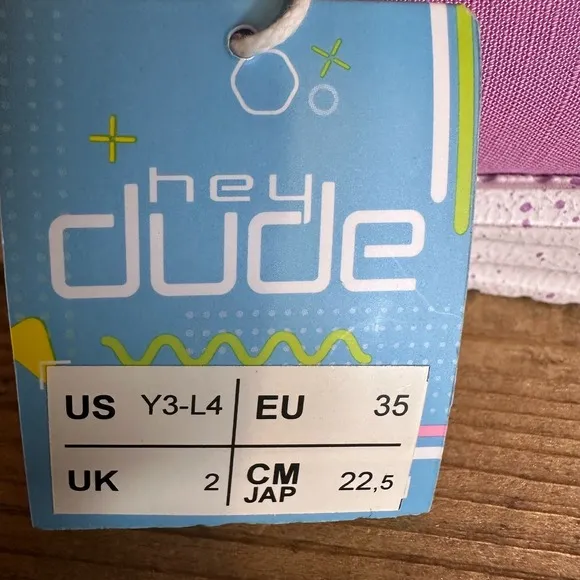 hey
dude
US Y3-L4 EU 35
UK 2 CM JAP 22,5